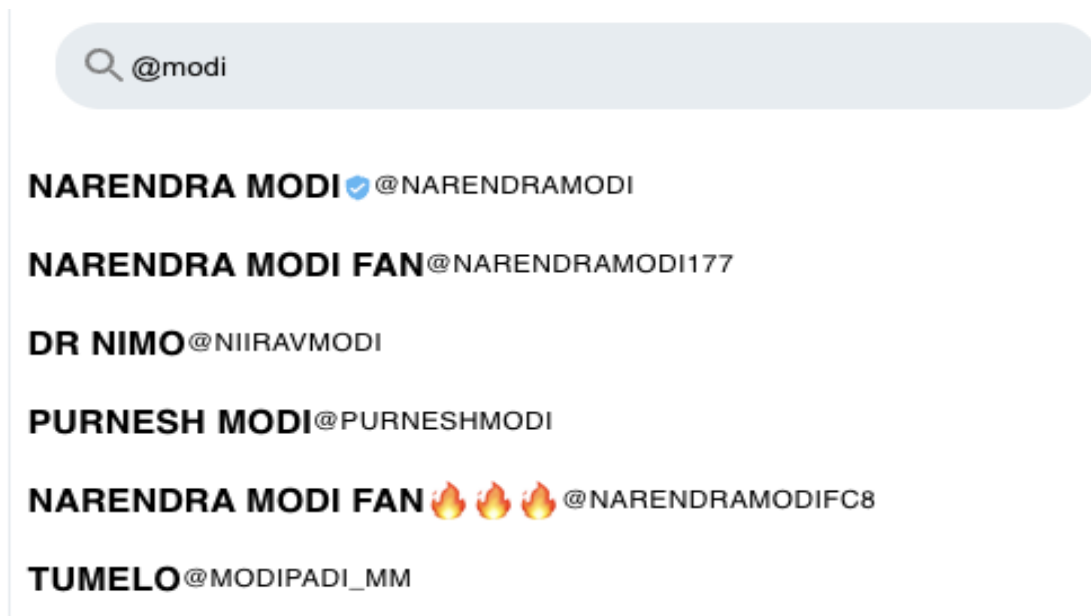 @modi
NARENDRA MODI @NARENDRAMODI
NARENDRA MODI FAN@NARENDRAMODI177
DR NIMO@NIIRAVMODI
PURNESH MODI@PURNESHMODI
NARENDRA MODI FAN🔥🔥🔥@NARENDRAMODIFC8
TUMELO@MODIPADI_MM